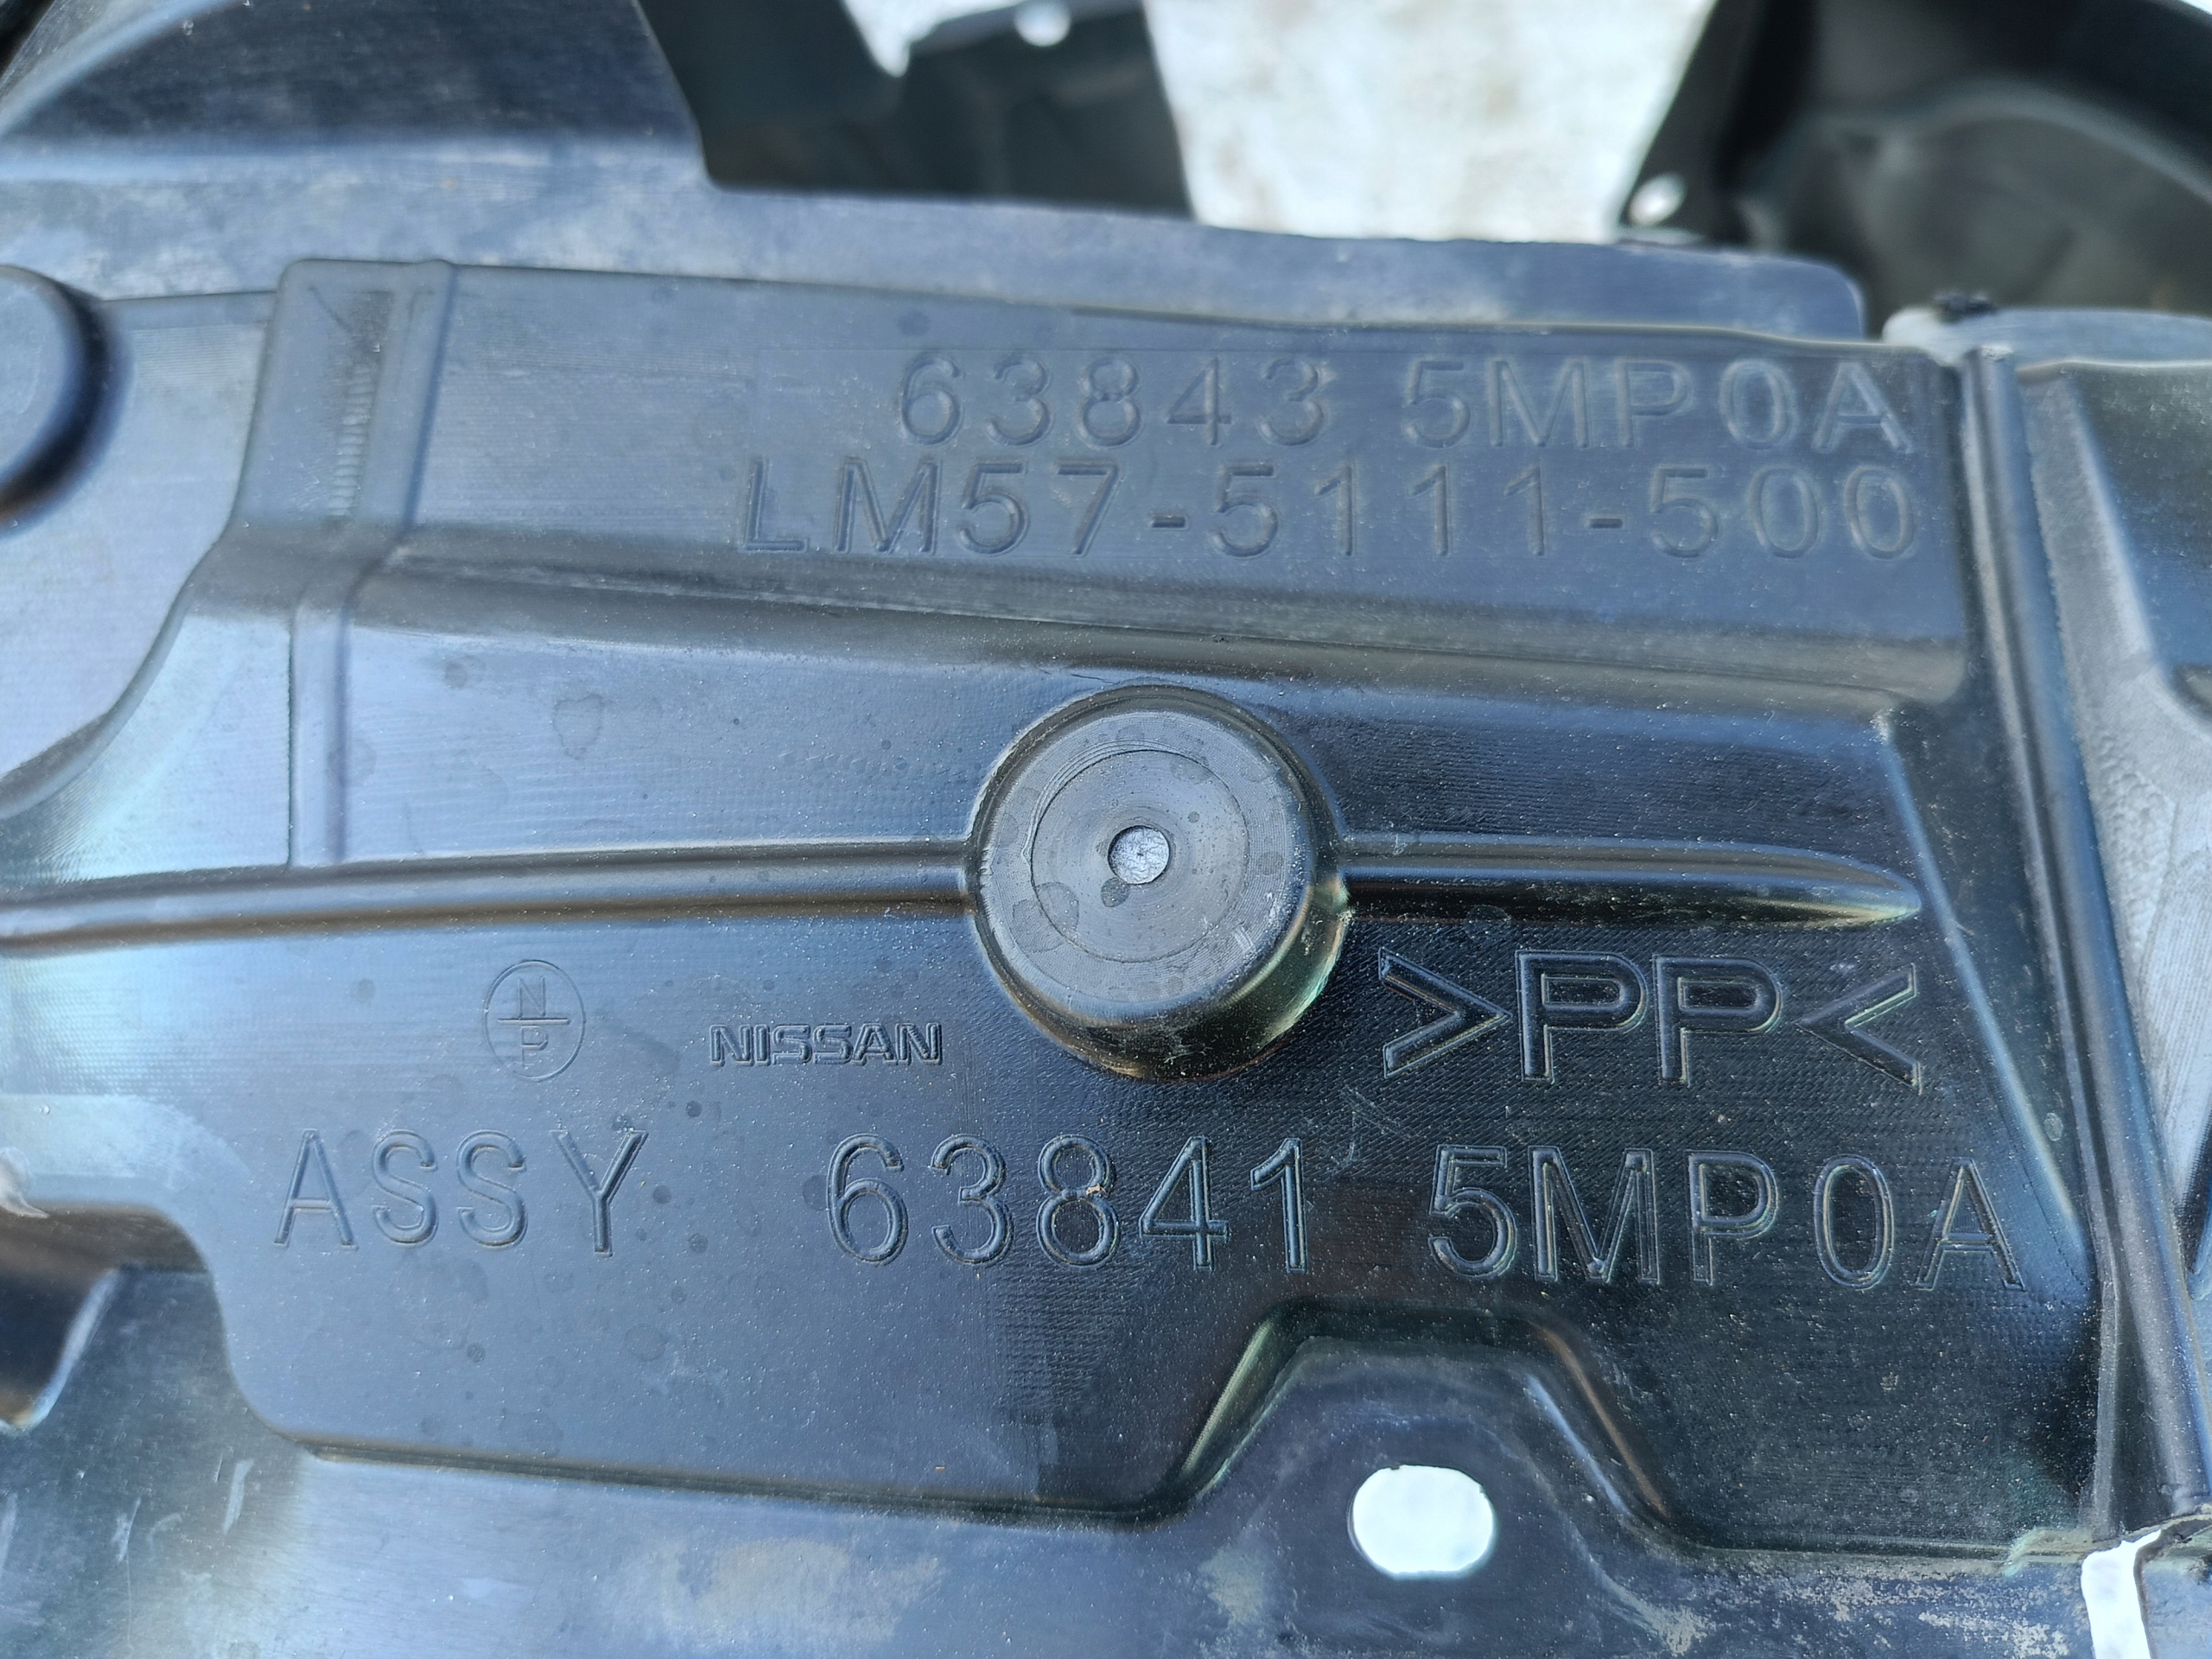 63843 5MP0A
LM57-5111-500
N
P
NISSAN
>PP<
ASSY 63841 5MP0A